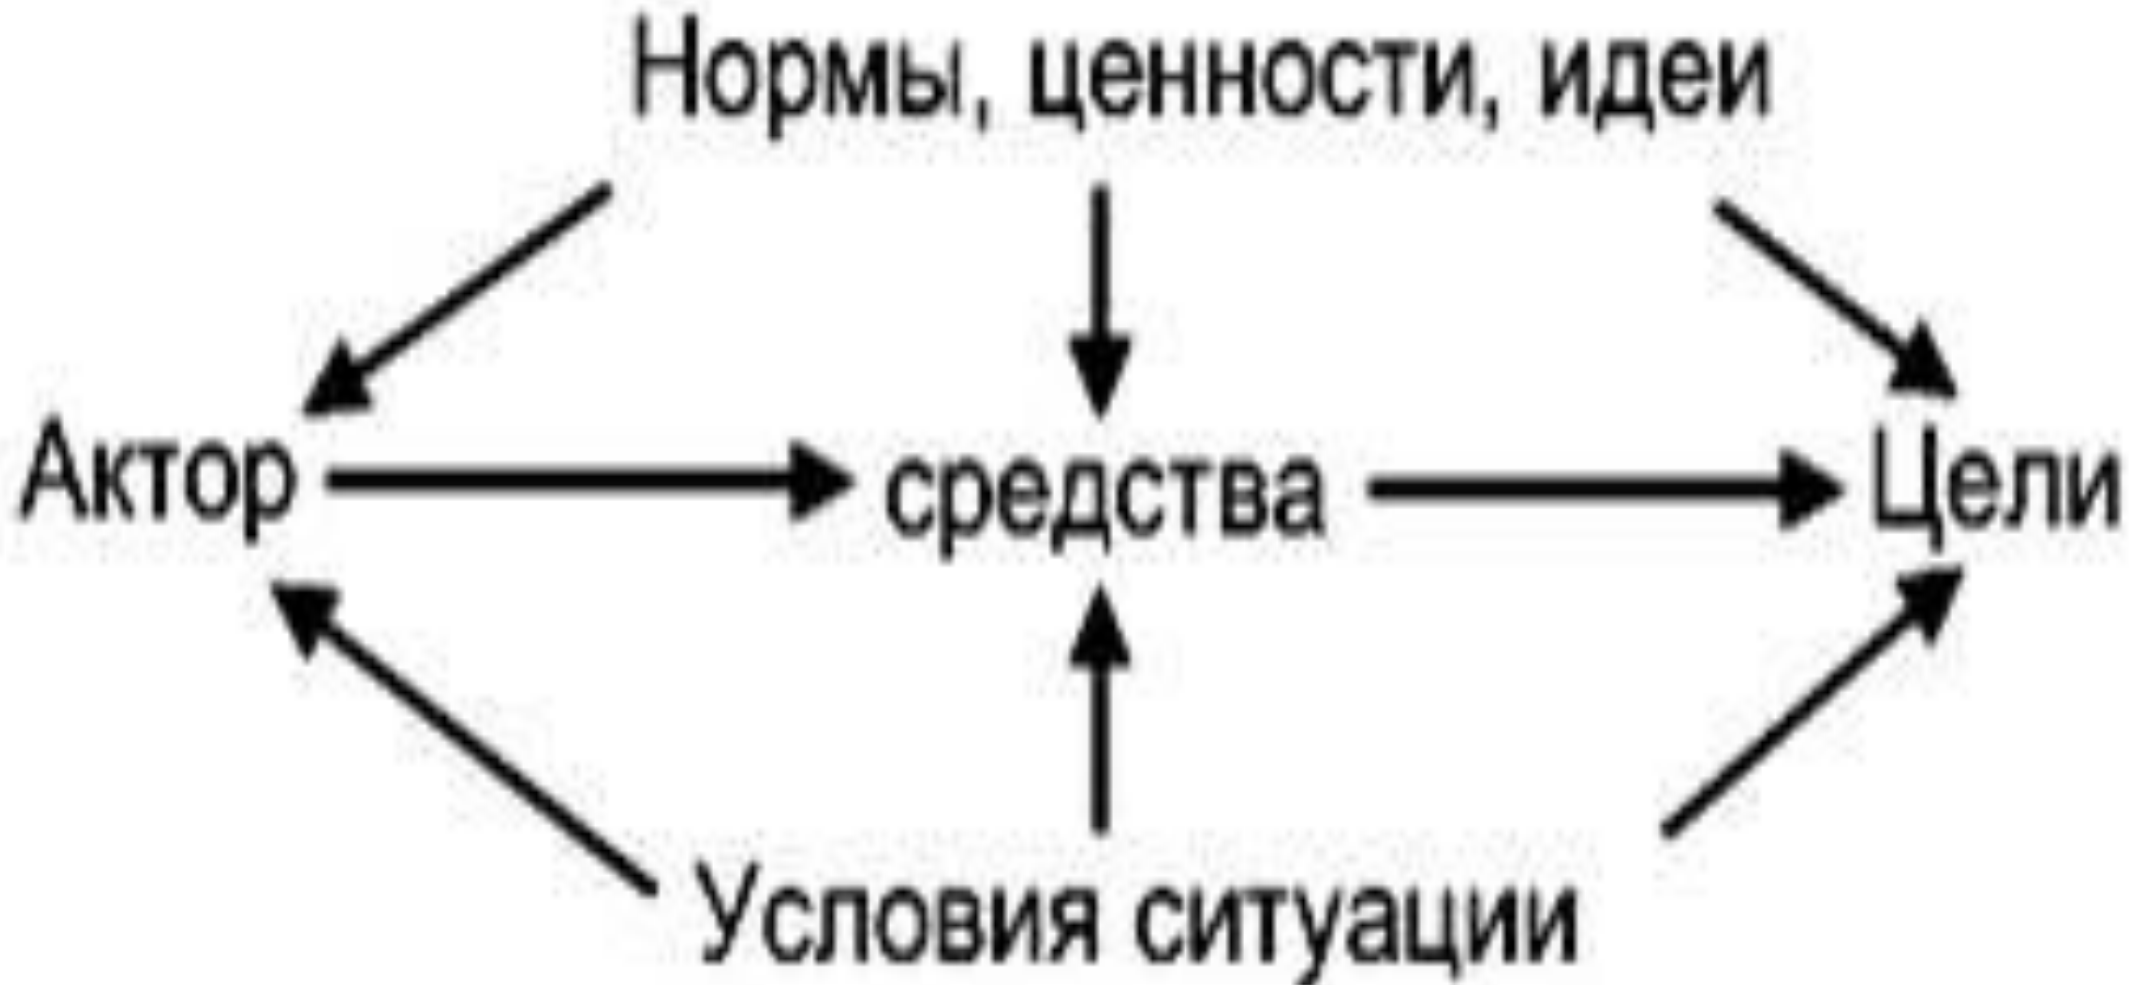 Нормы, ценности, идеи
Актор
средства
Цели
Условия ситуации